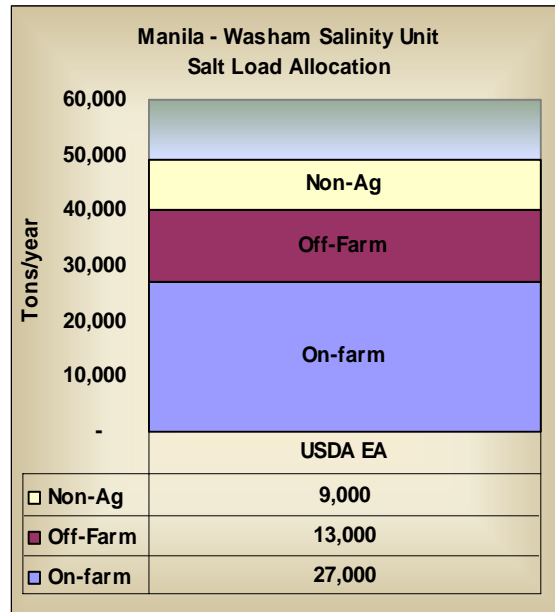 Manila - Washam Salinity Unit
Salt Load Allocation
Tons/year
60,000
50,000
40,000
30,000
20,000
10,000
-
Non-Ag
Off-Farm
On-farm
USDA EA
Non-Ag 9,000
Off-Farm 13,000
On-farm 27,000